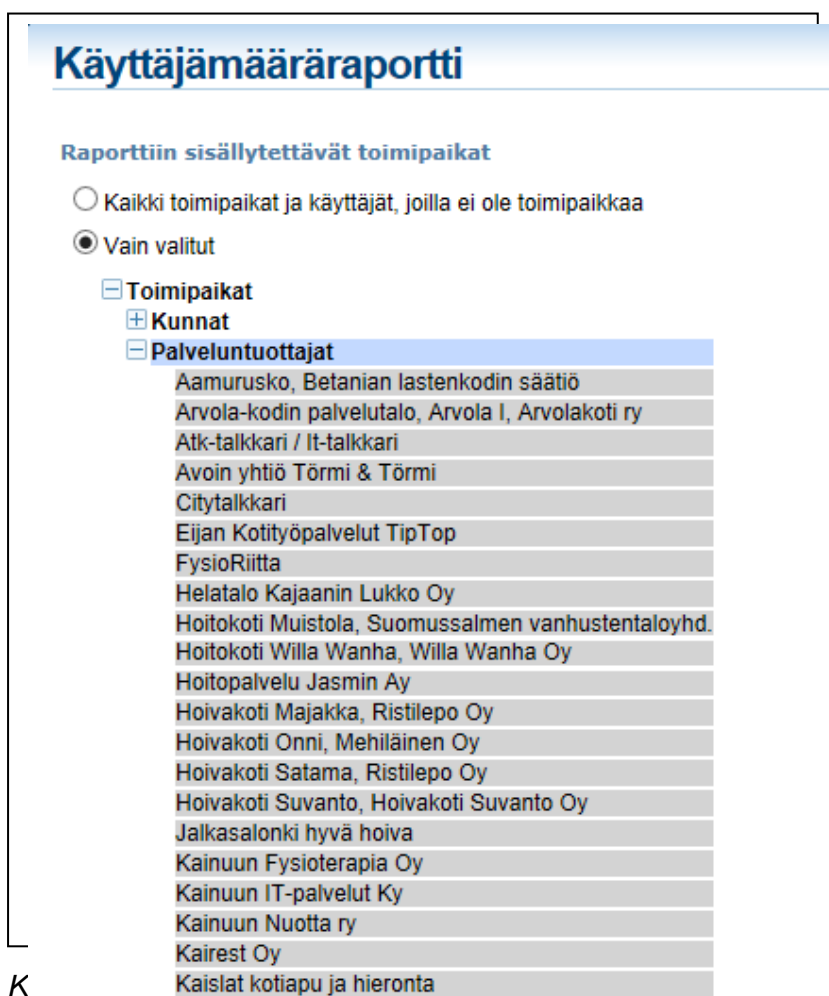 Käyttäjämääräraportti
Raporttiin sisällytettävät toimipaikat
Kaikki toimipaikat ja käyttäjät, joilla ei ole toimipaikkaa
Vain valitut
Toimipaikat
Kunnat
Palveluntuottajat
Aamurusko, Betanian lastenkodin säätiö
Arvola-kodin palvelutalo, Arvola I, Arvolakoti ry
Atk-talkkari / It-talkkari
Avoin yhtiö Törmi & Törmi
Citytalkkari
Eijan Kotityöpalvelut TipTop
FysioRiitta
Helatalo Kajaanin Lukko Oy
Hoitokoti Muistola, Suomussalmen vanhustentaloyhd.
Hoitokoti Willa Wanha, Willa Wanha Oy
Hoitopalvelu Jasmin Ay
Hoivakoti Majakka, Ristilepo Oy
Hoivakoti Onni, Mehiläinen Oy
Hoivakoti Satama, Ristilepo Oy
Hoivakoti Suvanto, Hoivakoti Suvanto Oy
Jalkasalonki hyvä hoiva
Kainuun Fysioterapia Oy
Kainuun IT-palvelut Ky
Kainuun Nuotta ry
Kairest Oy
K Kaislat kotiapu ja hieronta